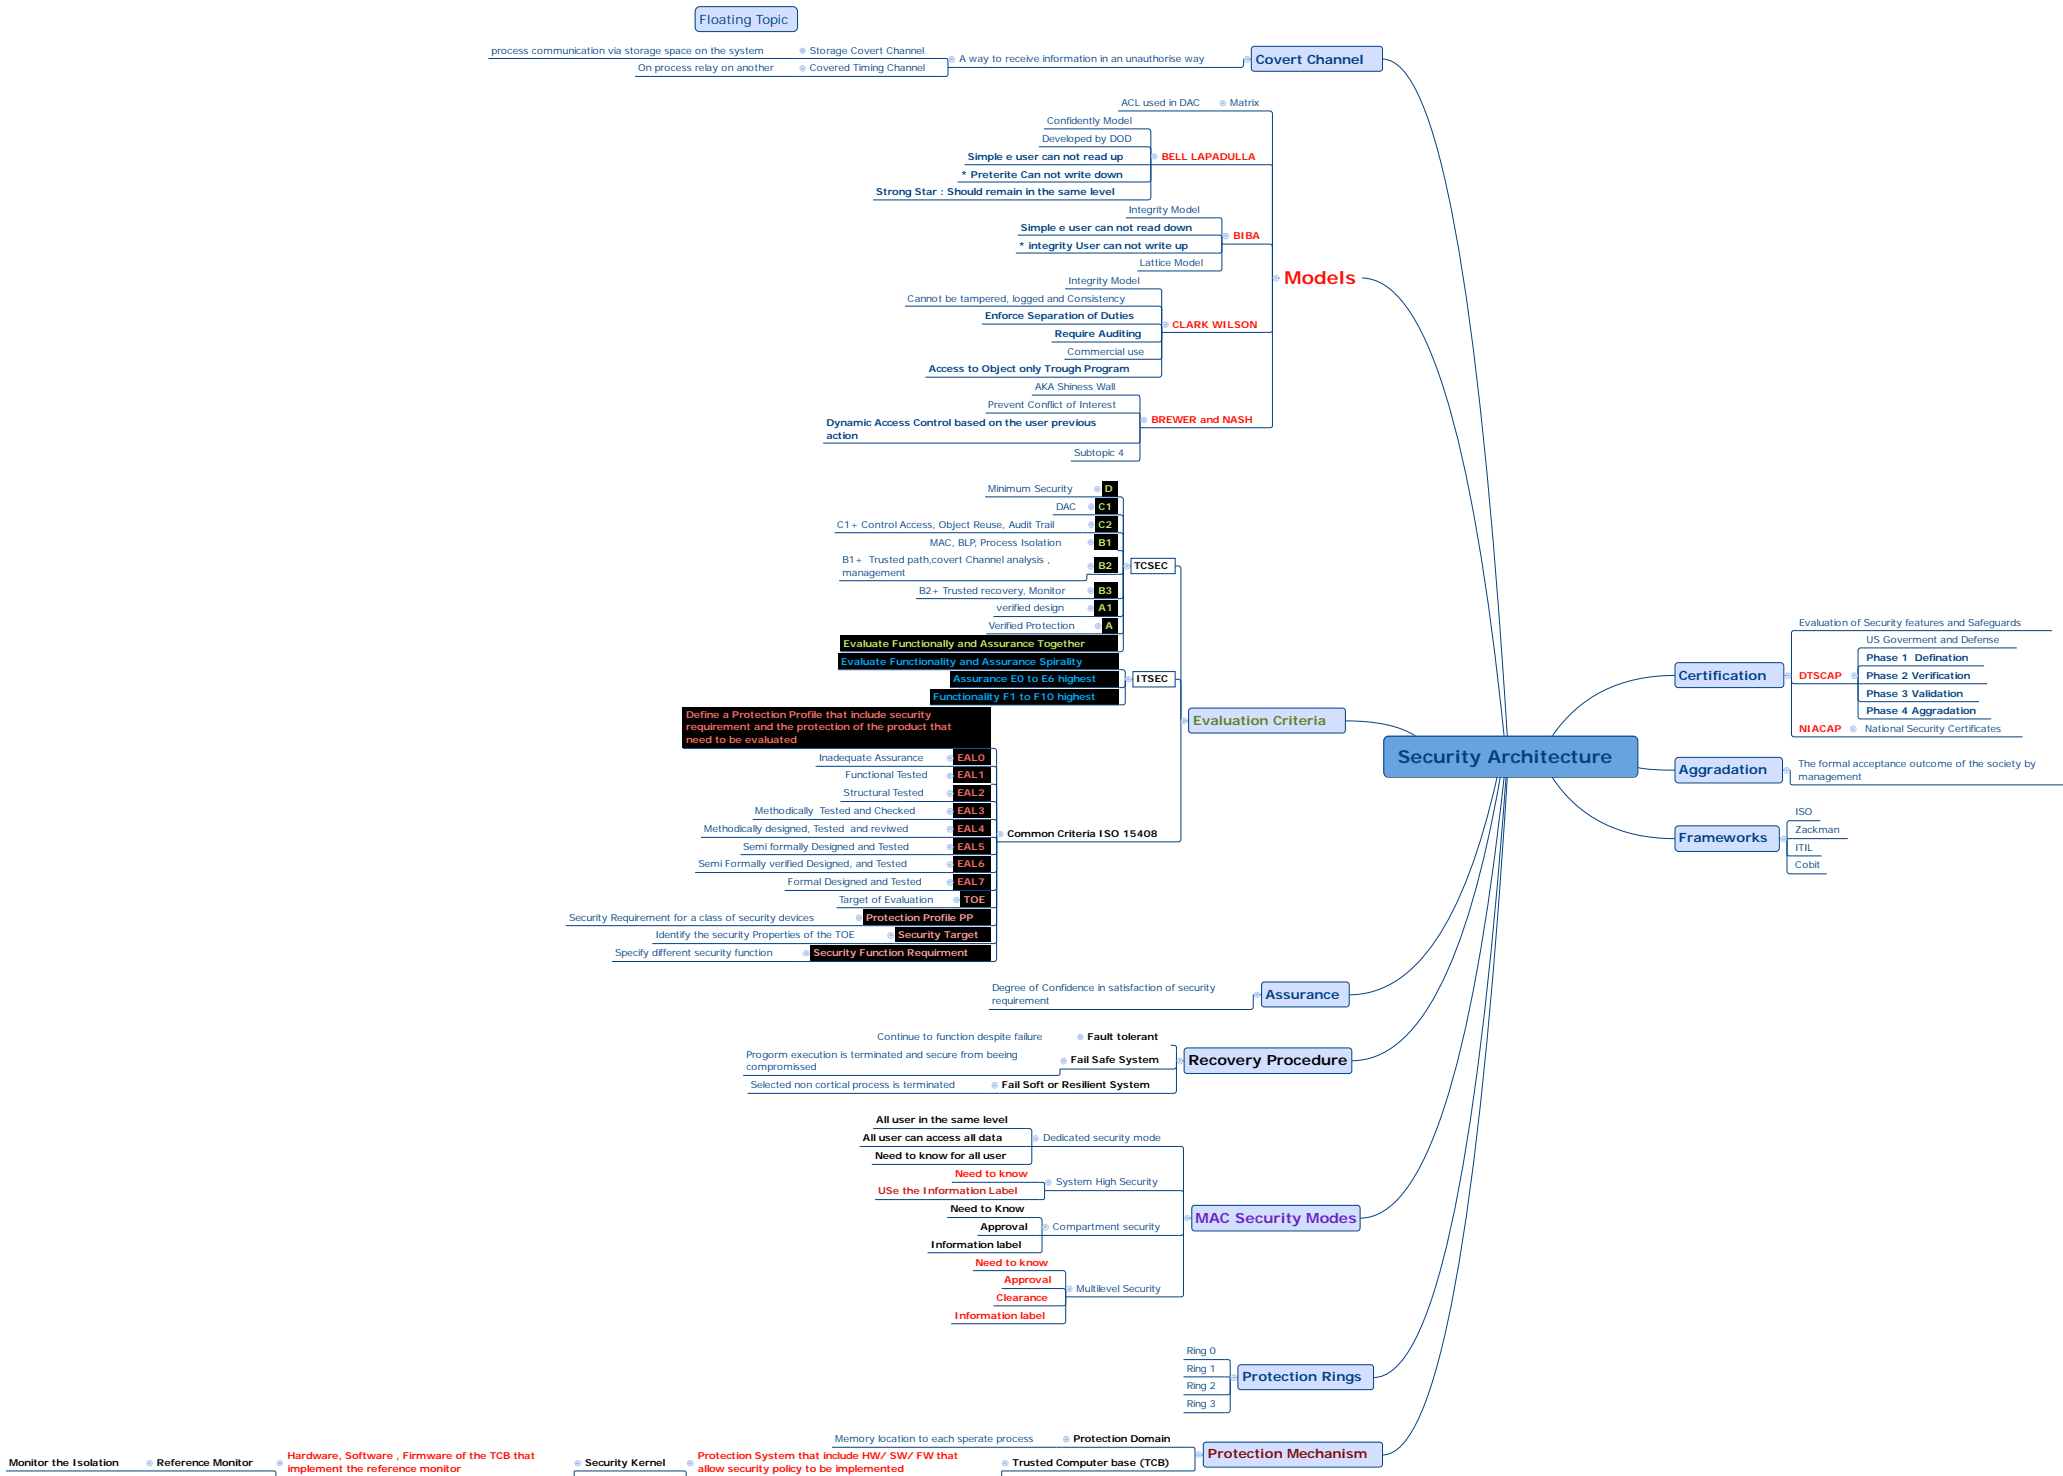 Floating Topic
process communication via storage space on the system
Storage Covert Channel
On process relay on another
Covered Timing Channel
A way to receive information in an unauthorise way
Covert Channel
ACL used in DAC
Matrix
Confidently Model
Developed by DOD
Simple e user can not read up
* Preterite Can not write down
Strong Star : Should remain in the same level
BELL LAPADULLA
Integrity Model
Simple e user can not read down
* integrity User can not write up
Lattice Model
BIBA
Integrity Model
Cannot be tampered, logged and Consistency
Enforce Separation of Duties
Require Auditing
Commercial use
Access to Object only Trough Program
CLARK WILSON
AKA Shiness Wall
Prevent Conflict of Interest
Dynamic Access Control based on the user previous
action
Subtopic 4
BREWER and NASH
Models
Minimum Security
D
DAC
C1
C1+ Control Access, Object Reuse, Audit Trail
C2
MAC, BLP, Process Isolation
B1
B1+  Trusted path,covert Channel analysis ,
management
B2
B2+ Trusted recovery, Monitor
B3
verified design
A1
Verified Protection
A
Evaluate Functionally and Assurance Together
TCSEC
Evaluate Functionality and Assurance Spirality
Assurance E0 to E6 highest
Functionality F1 to F10 highest
ITSEC
Define a Protection Profile that include security
requirement and the protection of the product that
need to be evaluated
Inadequate Assurance
EAL0
Functional Tested
EAL1
Structural Tested
EAL2
Methodically  Tested and Checked
EAL3
Methodically designed, Tested  and reviwed
EAL4
Semi formally Designed and Tested
EAL5
Semi Formally verified Designed, and Tested
EAL6
Formal Designed and Tested
EAL7
Target of Evaluation
TOE
Security Requirement for a class of security devices
Protection Profile PP
Identify the security Properties of the TOE
Security Target
Specify different security function
Security Function Requirment
Common Criteria ISO 15408
Evaluation Criteria
Security Architecture
Evaluation of Security features and Safeguards
US Goverment and Defense
Phase 1  Defination
Phase 2 Verification
Phase 3 Validation
Phase 4 Aggradation
DTSCAP
NIACAP
National Security Certificates
Certification
Aggradation
The formal acceptance outcome of the society by
management
Frameworks
ISO
Zackman
ITIL
Cobit
Degree of Confidence in satisfaction of security
requirement
Assurance
Continue to function despite failure
Fault tolerant
Progorm execution is terminated and secure from beeing
compromissed
Fail Safe System
Selected non cortical process is terminated
Fail Soft or Resilient System
Recovery Procedure
All user in the same level
All user can access all data
Need to know for all user
Dedicated security mode
Need to know
USe the Information Label
System High Security
Need to Know
Approval
Information label
Compartment security
Need to know
Approval
Clearance
Information label
Multilevel Security
MAC Security Modes
Ring 0
Ring 1
Ring 2
Ring 3
Protection Rings
Memory location to each sperate process
Protection Domain
Monitor the Isolation
Reference Monitor
Hardware, Software , Firmware of the TCB that
implement the reference monitor
Security Kernel
Protection System that include HW/ SW/ FW that
allow security policy to be implemented
Trusted Computer base (TCB)
Protection Mechanism